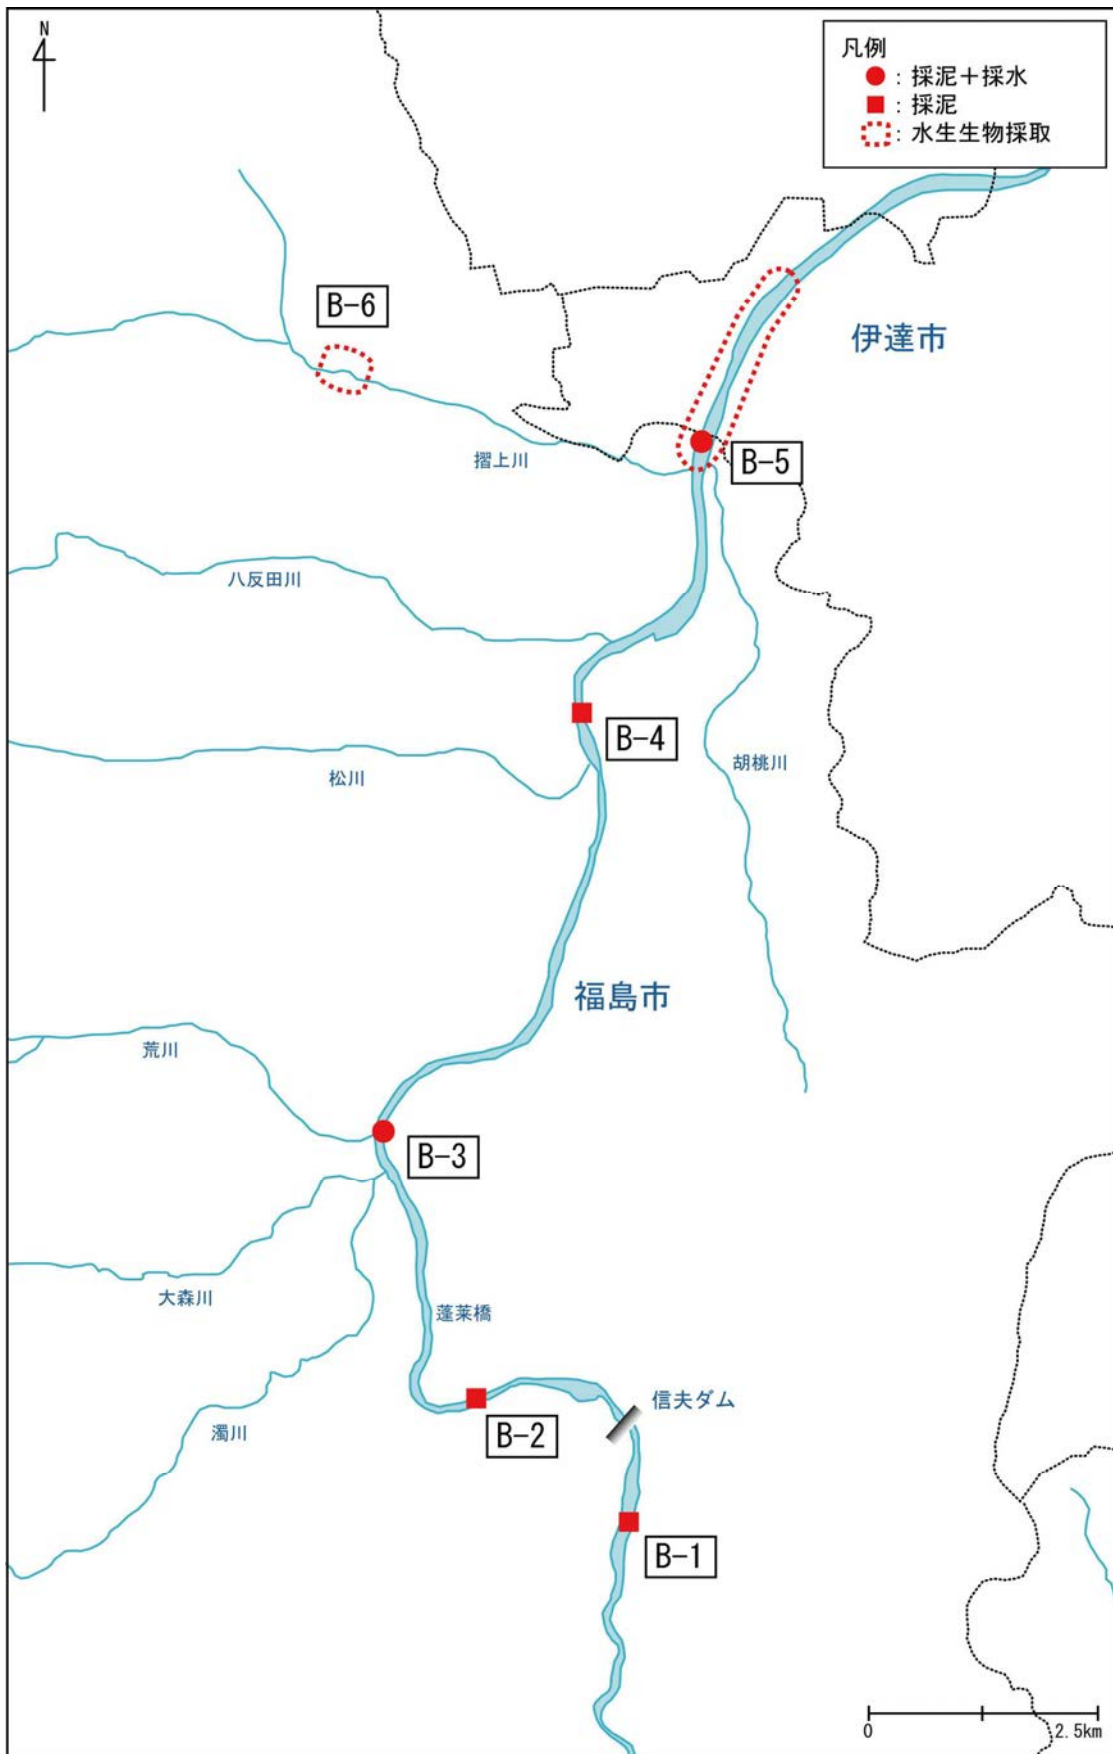 N
凡例
：採泥＋採水
：採泥
：水生生物採取
B-6
伊達市
B-5
摺上川
八反田川
B-4
松川
胡桃川
福島市
荒川
B-3
大森川
蓬莱橋
信夫ダム
濁川
B-2
B-1
0
2.5km